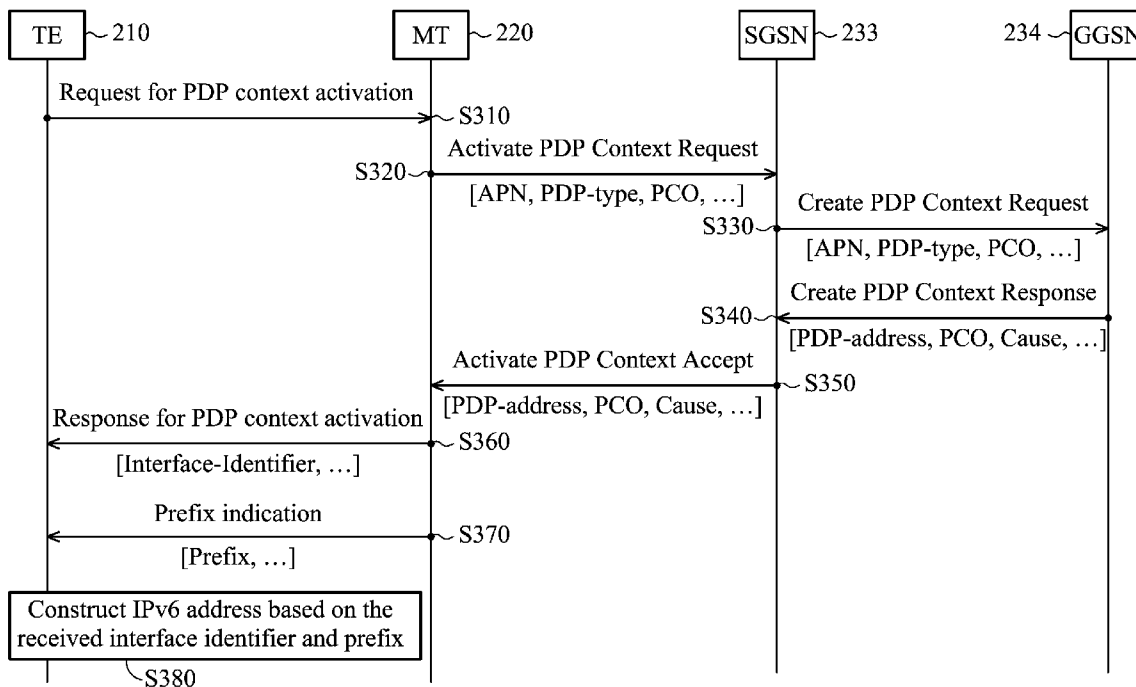 TE 210 MT 220 SGSN 233 234 GGSN
Request for PDP context activation
S310
Activate PDP Context Request
S320
[APN, PDP-type, PCO, ...]
Create PDP Context Request
S330
[APN, PDP-type, PCO, ...]
Create PDP Context Response
S340
[PDP-address, PCO, Cause, ...]
Activate PDP Context Accept
S350
[PDP-address, PCO, Cause, ...]
Response for PDP context activation
S360
[Interface-Identifier, ...]
Prefix indication
S370
[Prefix, ...]
Construct IPv6 address based on the
received interface identifier and prefix
S380